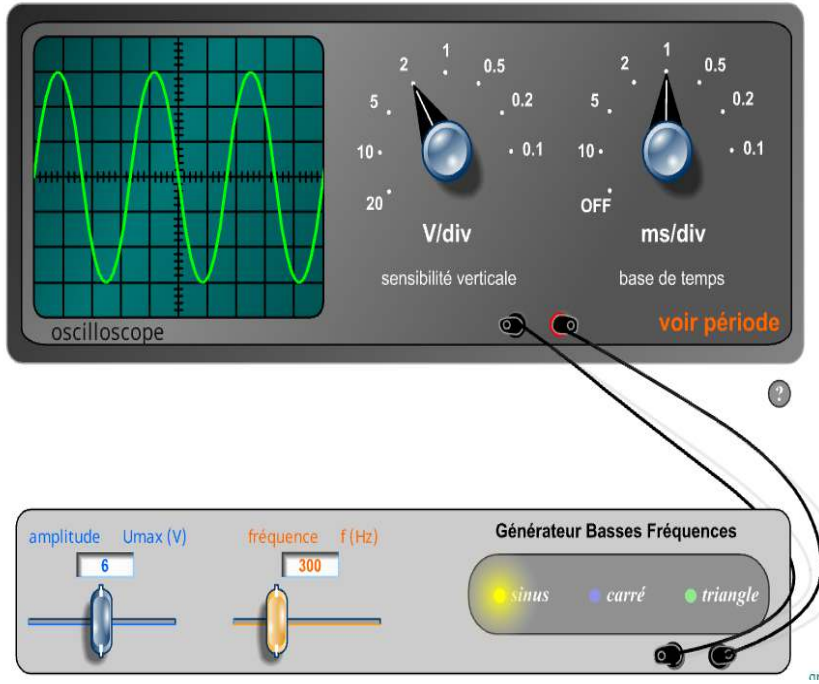 2 1 0.5 0.2 0.1 5 10 20
V/div
sensibilité verticale
2 1 0.5 0.2 0.1 5 10 OFF
ms/div
base de temps
oscilloscope
voir période
?
Générateur Basses Fréquences
amplitude Umax (V)
6
fréquence f (Hz)
300
sinus carré triangle